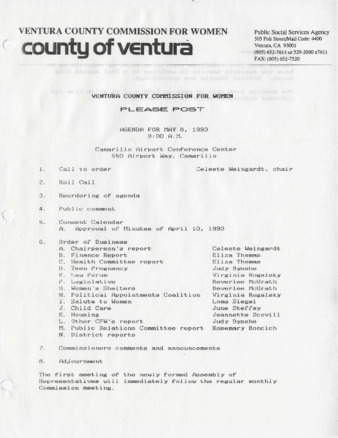 VENTURA COUNTY COMMISSION FOR WOMEN
county of ventura
Public Social Services Agency
505 Poli Street/Mail Code: 4400
Ventura, CA 93001
(805) 652-7611 or 529-2000 x7611
FAX: (805) 652-7520
VENTURA COUNTY COMMISSION FOR WOMEN
PLEASE POST
AGENDA FOR MAY 8, 1993
9:00 A.M.
Camarillo Airport Conference Center
550 Airport Way, Camarillo
1. Call to order Celeste Weingardt, chair
2. Roll Call
3. Reordering of agenda
4. Public comment
5. Consent Calendar
A. Approval of Minutes of April 10, 1993
6. Order of Business
A. Chairperson's report Celeste Weingardt
B. Finance Report Eliza Thomas
C. Health Committee report Eliza Thomas
D. Teen Pregnancy Judy
E. Law Forum Virginia Rogalsky
F. Legislative Beverlee McGrath
G. Women's Shelters Beverlee McGrath
H. Political Appointments Coalition Virginia Rogalsky
I. Salute to Women Loma Siegel
J. Child Care June Steffey
K. Housing Jeannette Scovill
L. Other CFW's report Judy
M. Public Relations Committee report Rosemary Boncich
N. District reports
7. Commissioners comments and announcements
8. Adjournment
The first meeting of the newly formed Assembly of
Representatives will immediately follow the regular monthly
Commission meeting.